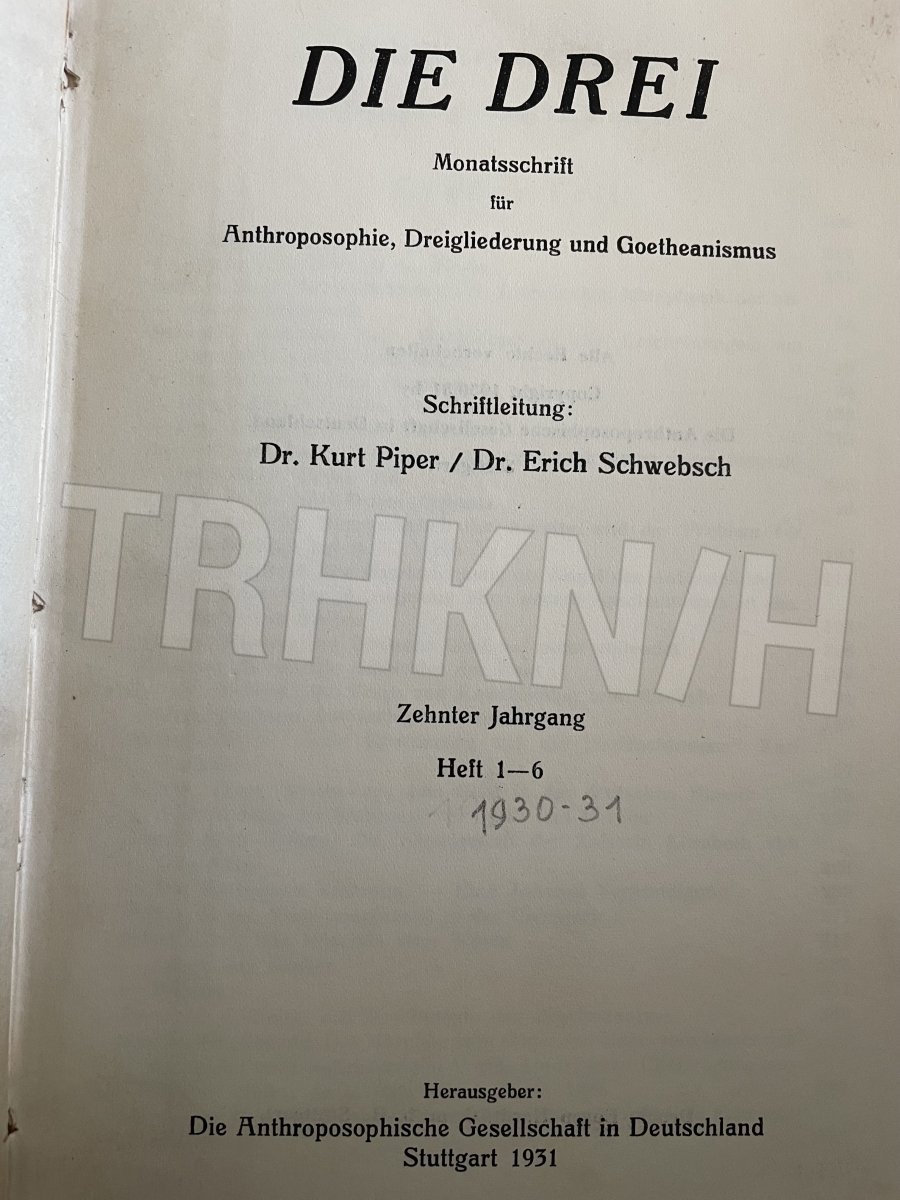 DIE DREI
Monatsschrift
für
Anthroposophie, Dreigliederung und Goetheanismus
Schriftleitung:
Dr. Kurt Piper / Dr. Erich Schwebsch
TRHKN/H
Zehnter Jahrgang
Heft 1—6
1930-31
Herausgeber:
Die Anthroposophische Gesellschaft in Deutschland
Stuttgart 1931